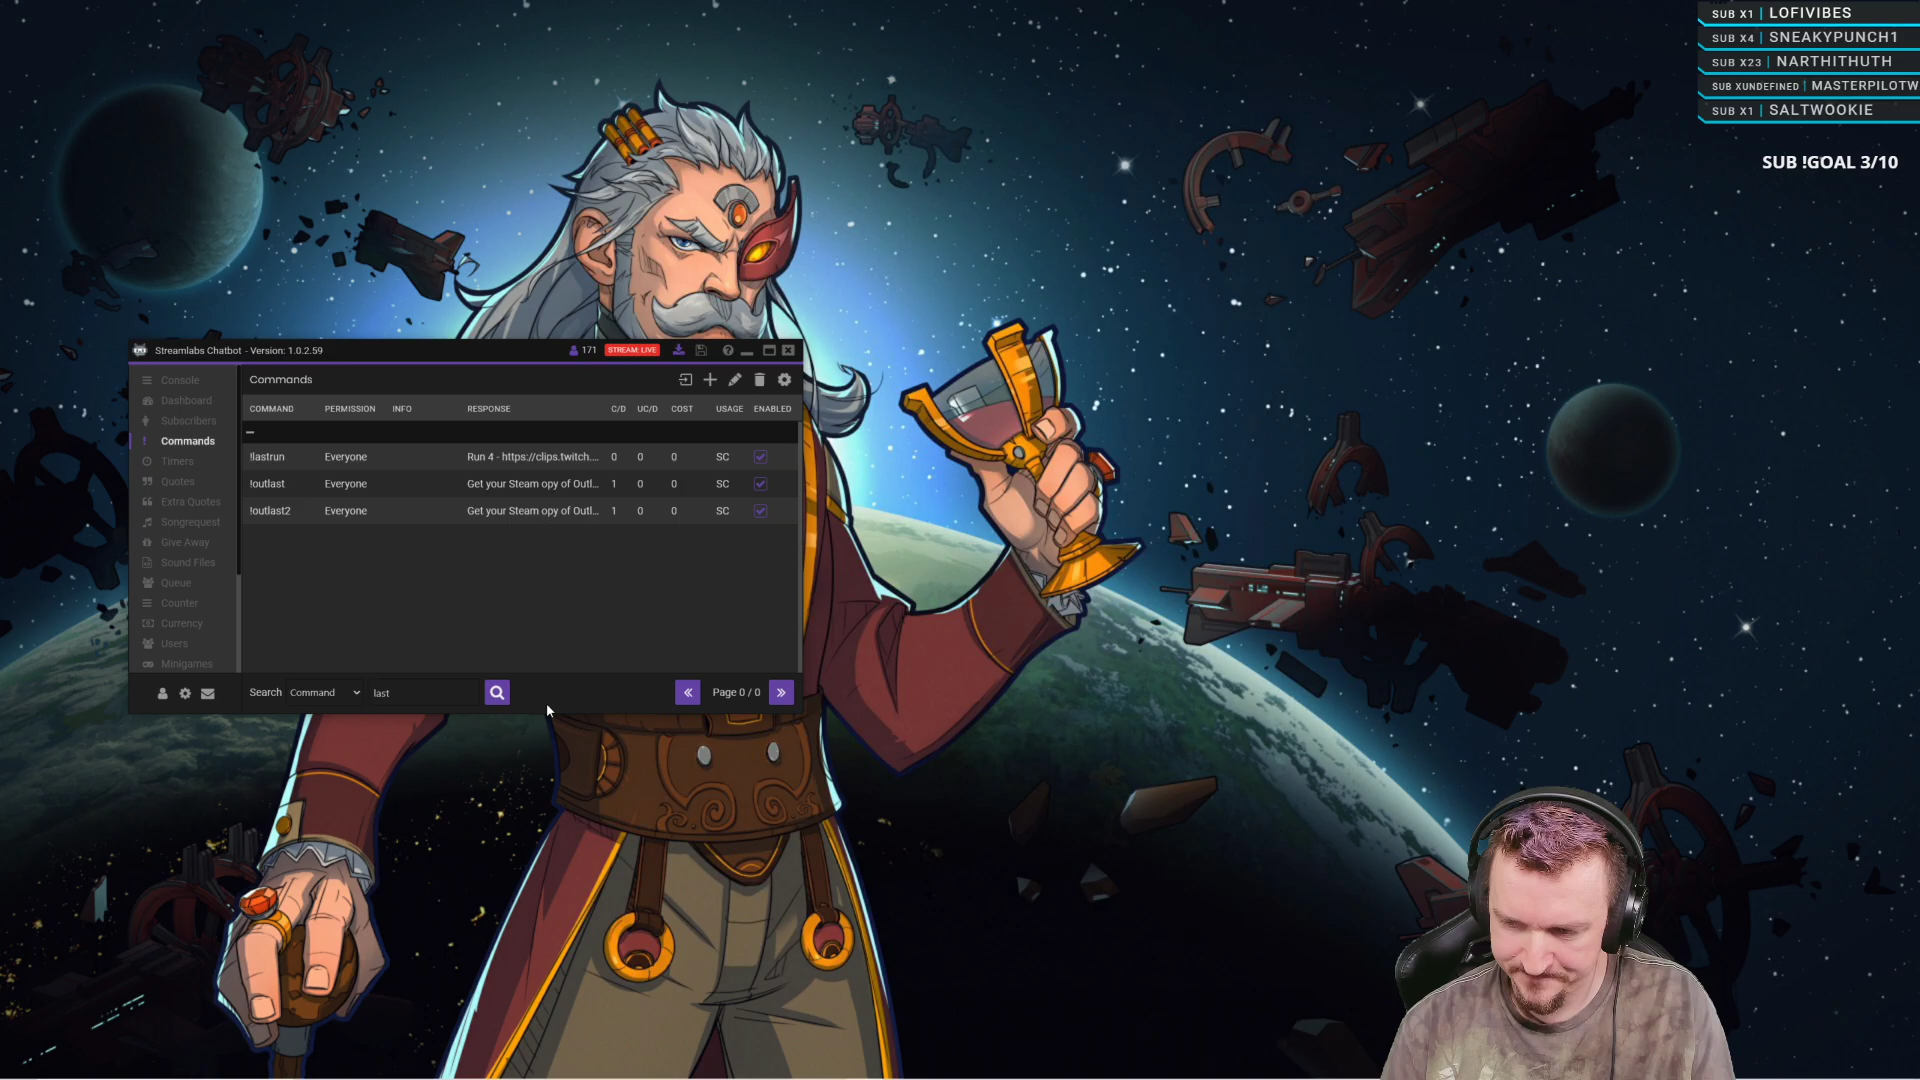 SUB X1 | LOFIVIBES
SUB X4 | SNEAKYPUNCH1
SUB X23 | NARTHITHUTH
SUB XUNDEFINED | MASTERPILOTW
SUB X1 | SALTWOOKIE
SUB !GOAL 3/10
Streamlabs Chatbot - Version: 1.0.2.59
171
STREAM: LIVE
Console
Dashboard
Subscribers
Commands
Timers
Quotes
Extra Quotes
Songrequest
Give Away
Sound Files
Queue
Counter
Currency
Users
Minigames
Commands
COMMAND PERMISSION INFO RESPONSE C/D UC/D COST USAGE ENABLED
!lastrun Everyone Run 4 - https://clips.twitch.... 0 0 0 SC
!outlast Everyone Get your Steam opy of Outl... 1 0 0 SC
!outlast2 Everyone Get your Steam opy of Outl... 1 0 0 SC
Search Command last Page 0 / 0